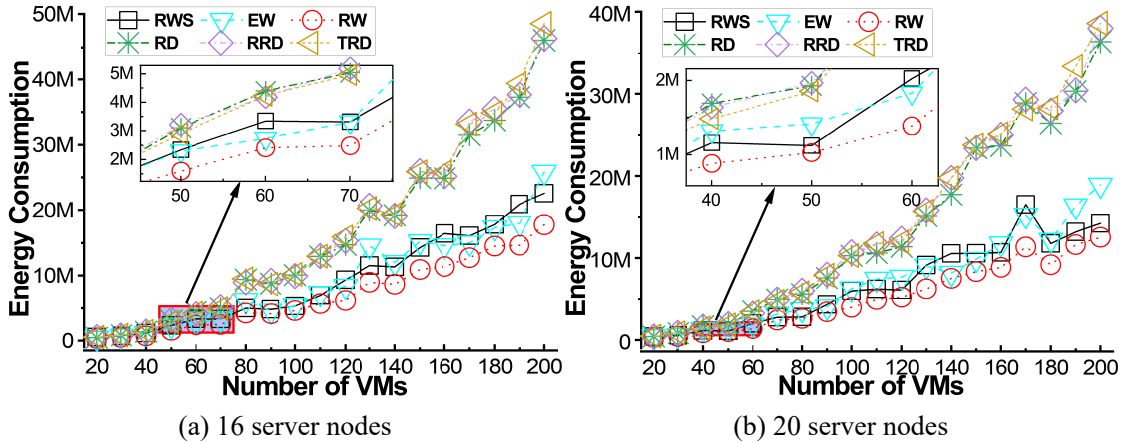 RWS EW RW
RD RRD TRD
50M
40M
30M
20M
10M
0
Energy Consumption
5M
4M
3M
2M
50 60 70
20 40 60 80 100 120 140 160 180 200
Number of VMs
(a) 16 server nodes
RWS EW RW
RD RRD TRD
40M
30M
20M
10M
0
Energy Consumption
2M
1M
40 50 60
20 40 60 80 100 120 140 160 180 200
Number of VMs
(b) 20 server nodes